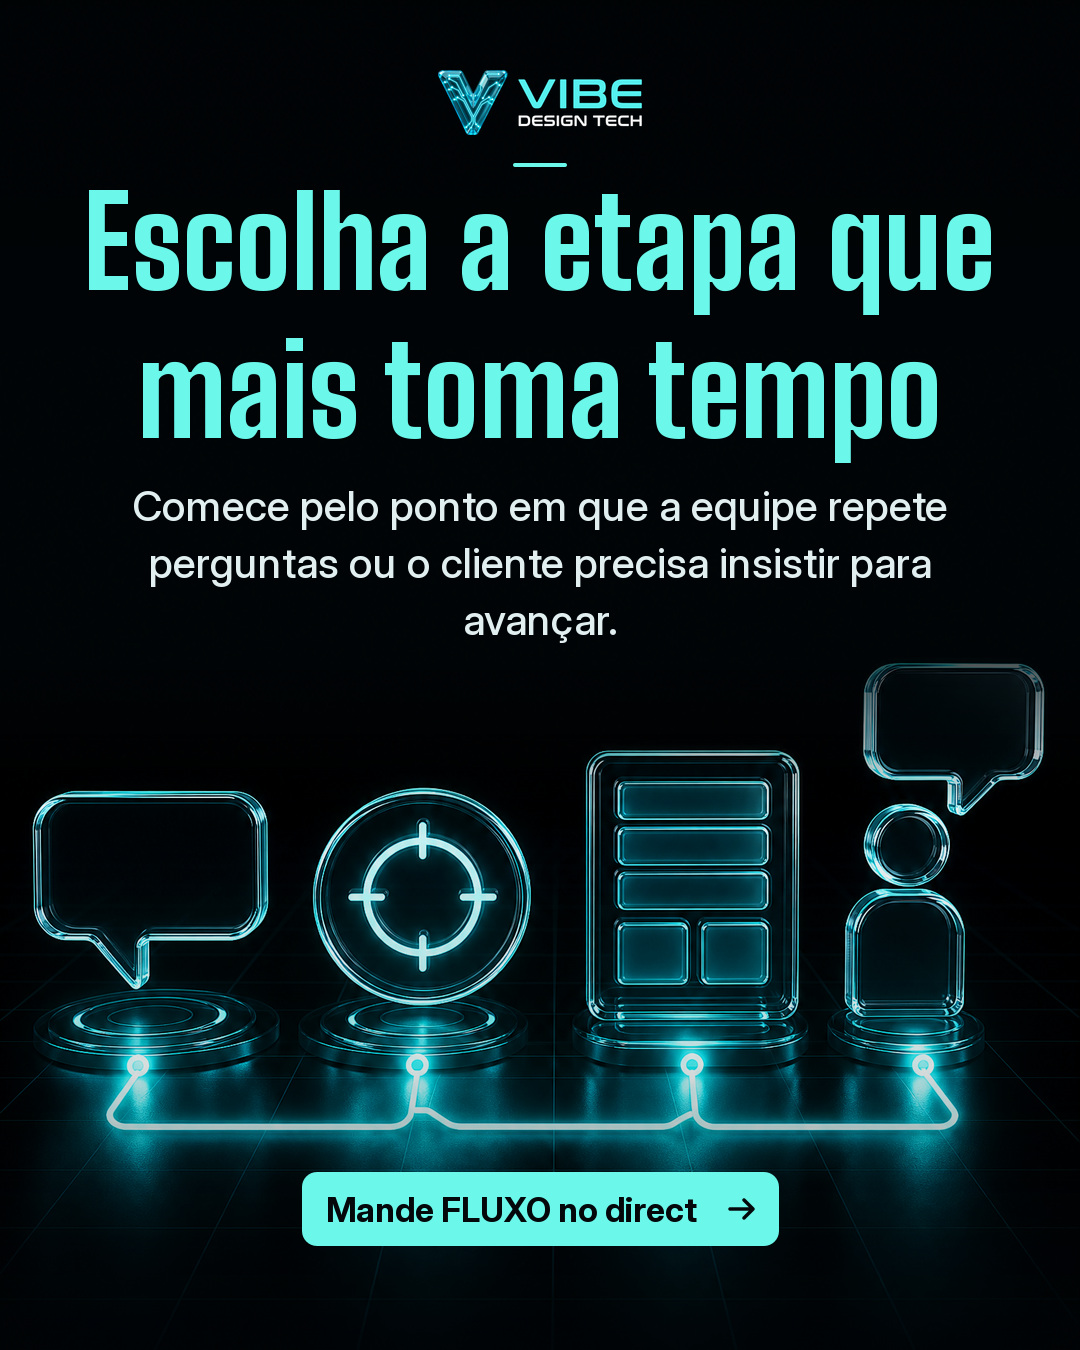 VIBE
DESIGN TECH
Escolha a etapa que
mais toma tempo
Comece pelo ponto em que a equipe repete
perguntas ou o cliente precisa insistir para
avançar.
Mande FLUXO no direct →